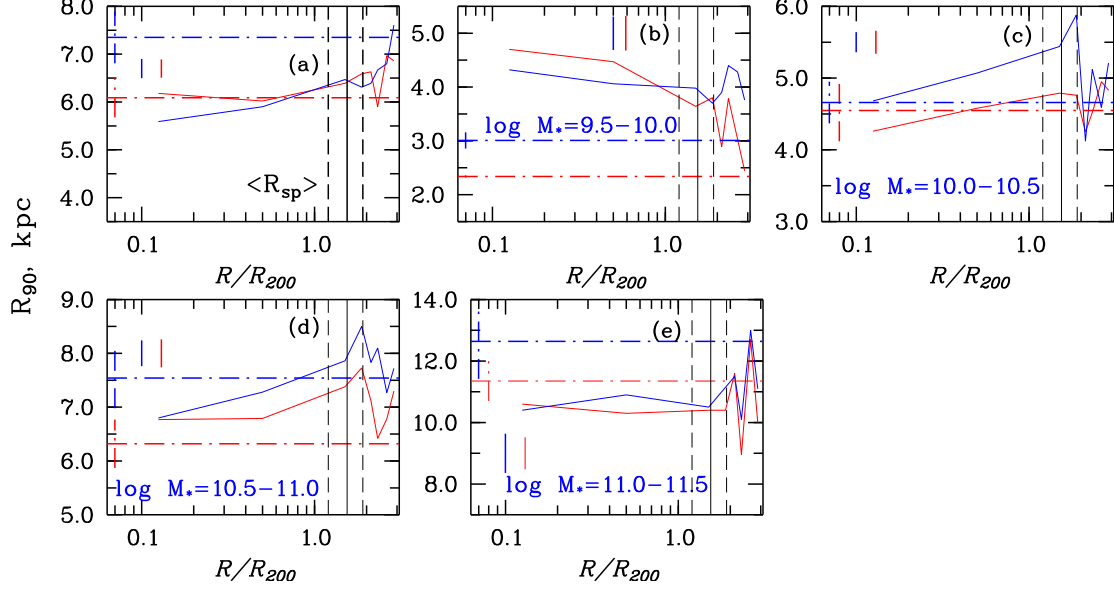 R₉₀, kpc
8.0
7.0
6.0
5.0
4.0
(a)
<R_sp>
0.1 1.0
R/R₂₀₀
5.0
4.0
3.0
2.0
(b)
log M*=9.5−10.0
0.1 1.0
R/R₂₀₀
6.0
5.0
4.0
3.0
(c)
log M*=10.0−10.5
0.1 1.0
R/R₂₀₀
9.0
8.0
7.0
6.0
5.0
(d)
log M*=10.5−11.0
0.1 1.0
R/R₂₀₀
14.0
12.0
10.0
8.0
(e)
log M*=11.0−11.5
0.1 1.0
R/R₂₀₀